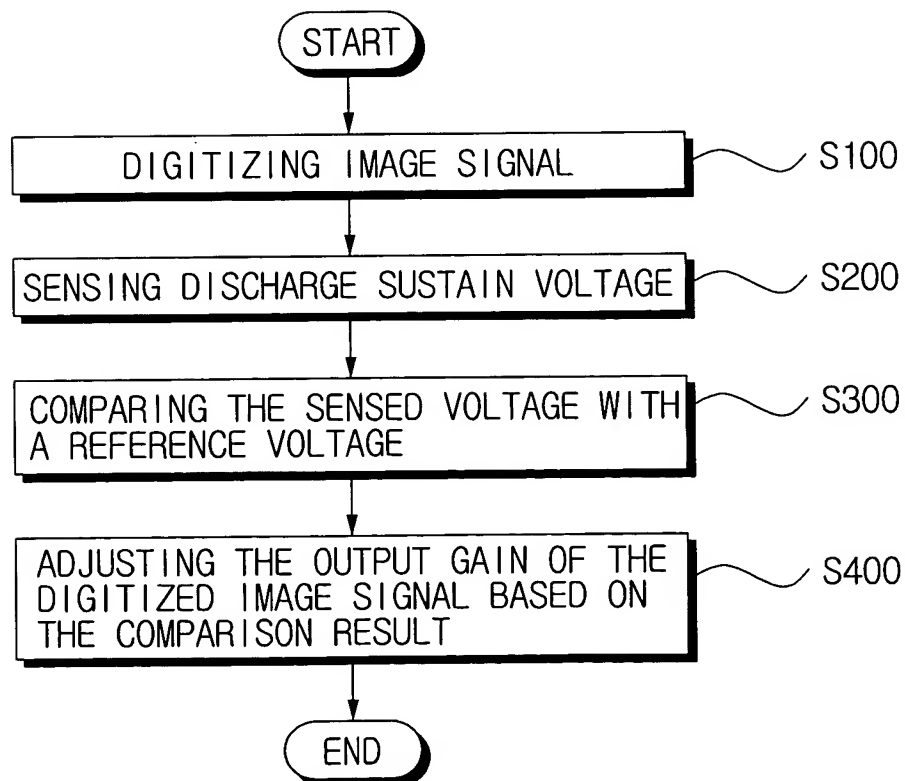 START
DIGITIZING IMAGE SIGNAL
S100
SENSING DISCHARGE SUSTAIN VOLTAGE
S200
COMPARING THE SENSED VOLTAGE WITH
A REFERENCE VOLTAGE
S300
ADJUSTING THE OUTPUT GAIN OF THE
DIGITIZED IMAGE SIGNAL BASED ON
THE COMPARISON RESULT
S400
END